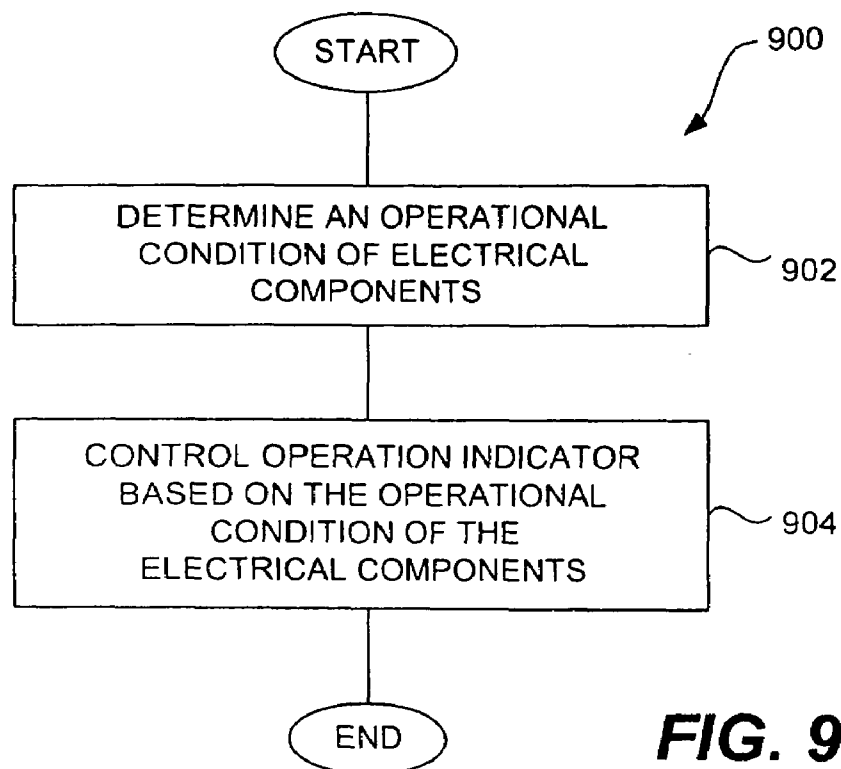 START
900
DETERMINE AN OPERATIONAL
CONDITION OF ELECTRICAL
COMPONENTS
902
CONTROL OPERATION INDICATOR
BASED ON THE OPERATIONAL
CONDITION OF THE
ELECTRICAL COMPONENTS
904
END
FIG. 9